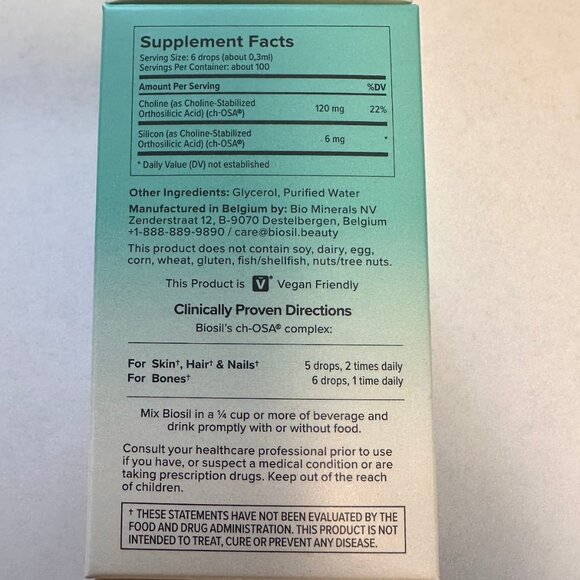 Supplement Facts
Serving Size: 6 drops (about 0,3ml)
Servings Per Container: about 100
Amount Per Serving %DV
Choline (as Choline-Stabilized
Orthosilicic Acid) (ch-OSA®) 120 mg 22%
Silicon (as Choline-Stabilized
Orthosilicic Acid) (ch-OSA®) 6 mg *
* Daily Value (DV) not established
Other Ingredients: Glycerol, Purified Water
Manufactured in Belgium by: Bio Minerals NV
Zenderstraat 12, B-9070 Destelbergen, Belgium
+1-888-889-9890 / care@biosil.beauty
This product does not contain soy, dairy, egg,
corn, wheat, gluten, fish/shellfish, nuts/tree nuts.
This Product is V* Vegan Friendly
Clinically Proven Directions
Biosil's ch-OSA® complex:
For Skin†, Hair† & Nails† 5 drops, 2 times daily
For Bones† 6 drops, 1 time daily
Mix Biosil in a ¼ cup or more of beverage and
drink promptly with or without food.
Consult your healthcare professional prior to use
if you have, or suspect a medical condition or are
taking prescription drugs. Keep out of the reach
of children.
† THESE STATEMENTS HAVE NOT BEEN EVALUATED BY THE
FOOD AND DRUG ADMINISTRATION. THIS PRODUCT IS NOT
INTENDED TO TREAT, CURE OR PREVENT ANY DISEASE.